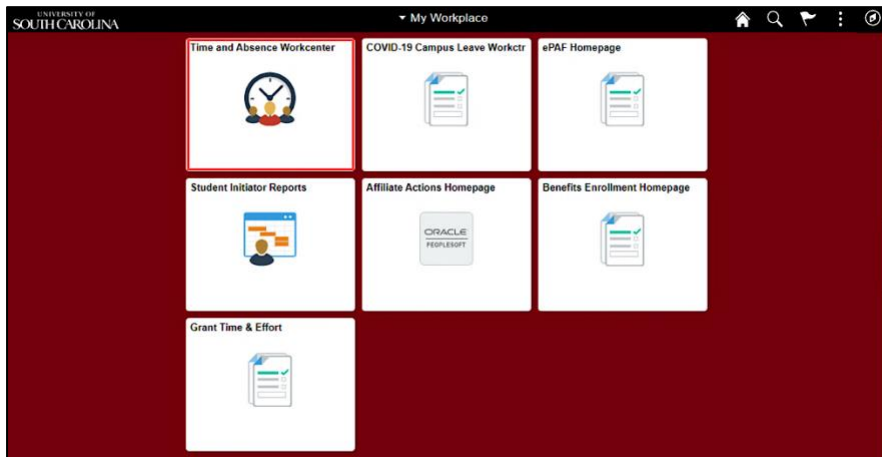 UNIVERSITY OF
SOUTH CAROLINA
My Workplace
Time and Absence Workcenter
COVID-19 Campus Leave Workctr
ePAF Homepage
Student Initiator Reports
Affiliate Actions Homepage
Benefits Enrollment Homepage
ORACLE
PEOPLESOFT
Grant Time & Effort